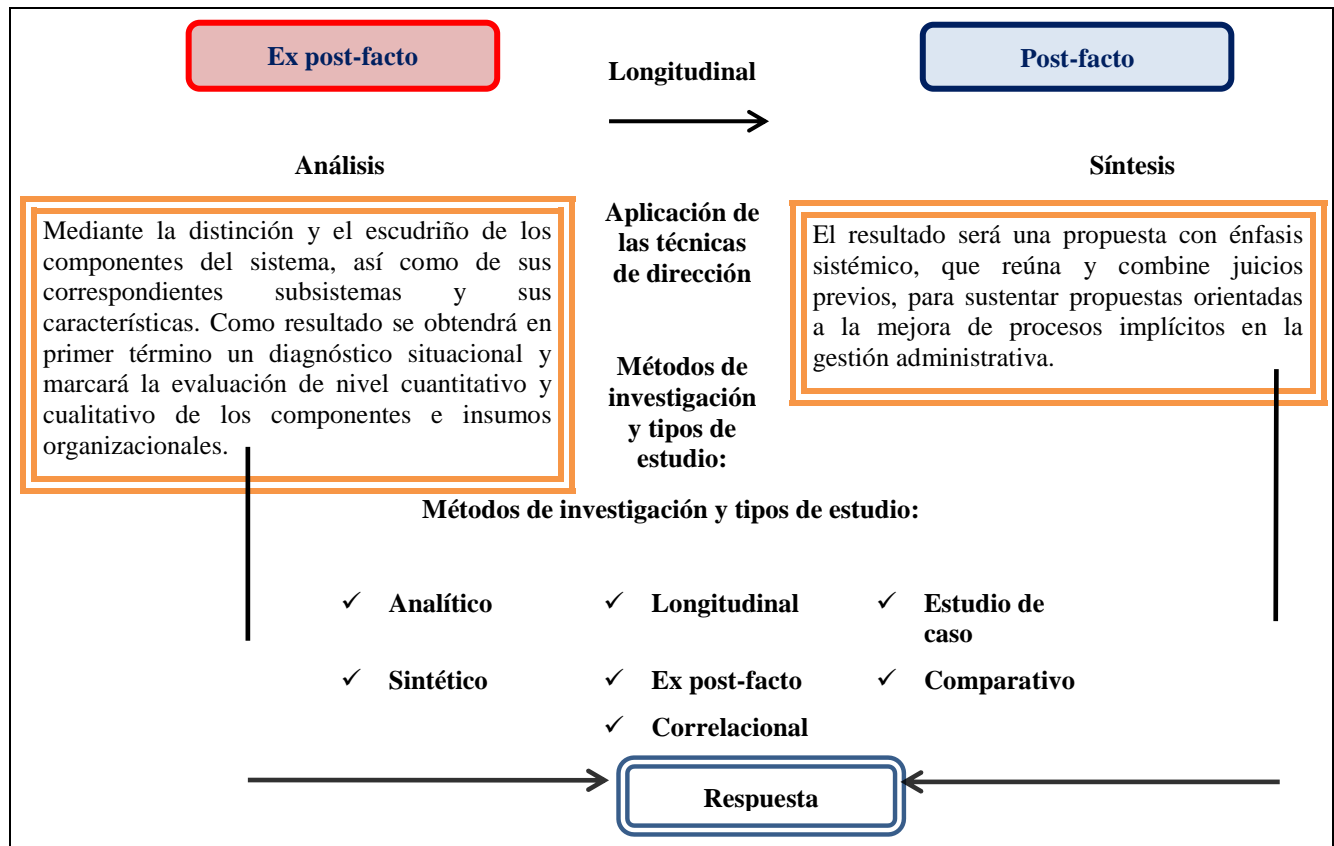 Ex post-facto
Longitudinal
Post-facto
Análisis
Síntesis
Mediante la distinción y el escudriño de los
componentes del sistema, así como de sus
correspondientes subsistemas y sus
características. Como resultado se obtendrá en
primer término un diagnóstico situacional y
marcará la evaluación de nivel cuantitativo y
cualitativo de los componentes e insumos
organizacionales.
Aplicación de
las técnicas
de dirección
Métodos de
investigación
y tipos de
estudio:
El resultado será una propuesta con énfasis
sistémico, que reúna y combine juicios
previos, para sustentar propuestas orientadas
a la mejora de procesos implícitos en la
gestión administrativa.
Métodos de investigación y tipos de estudio:
✓ Analítico
✓ Sintético
✓ Longitudinal
✓ Ex post-facto
✓ Correlacional
✓ Estudio de
caso
✓ Comparativo
Respuesta